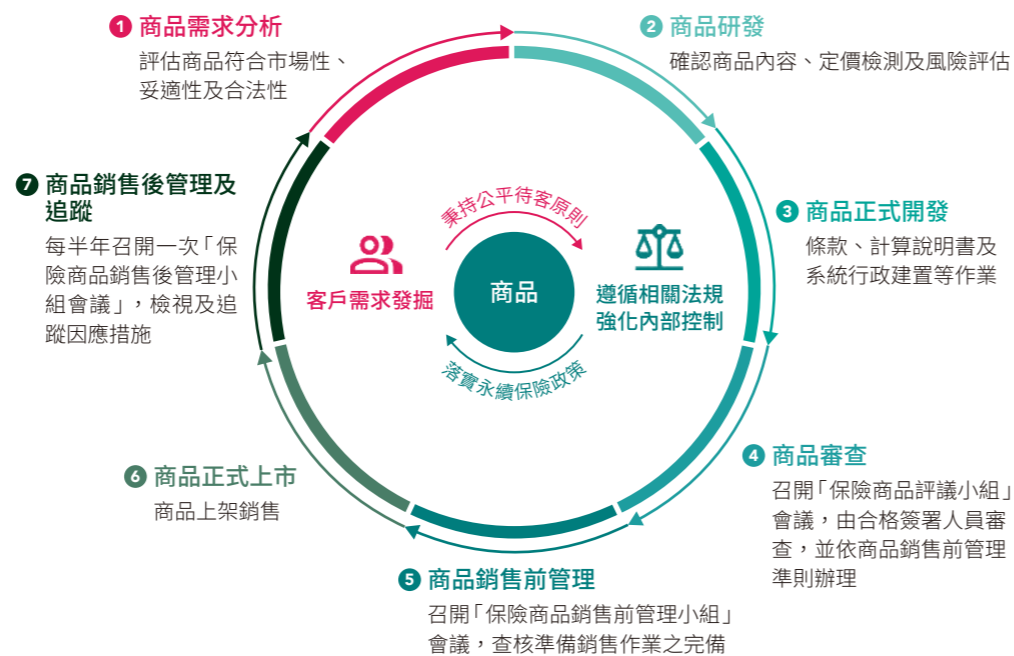 ❶ 商品需求分析
評估商品符合市場性、
妥適性及合法性
❷ 商品研發
確認商品內容、定價檢測及風險評估
❸ 商品正式開發
條款、計算說明書及
系統行政建置等作業
❹ 商品審查
召開「保險商品評議小組」
會議，由合格簽署人員審
查，並依商品銷售前管理
準則辦理
❺ 商品銷售前管理
召開「保險商品銷售前管理小組」
會議，查核準備銷售作業之完備
❻ 商品正式上市
商品上架銷售
❼ 商品銷售後管理及
追蹤
每半年召開一次「保
險商品銷售後管理小
組會議」，檢視及追
蹤因應措施
秉持公平待客原則
客戶需求發掘
商品
遵循相關法規
強化內部控制
落實永續保險政策